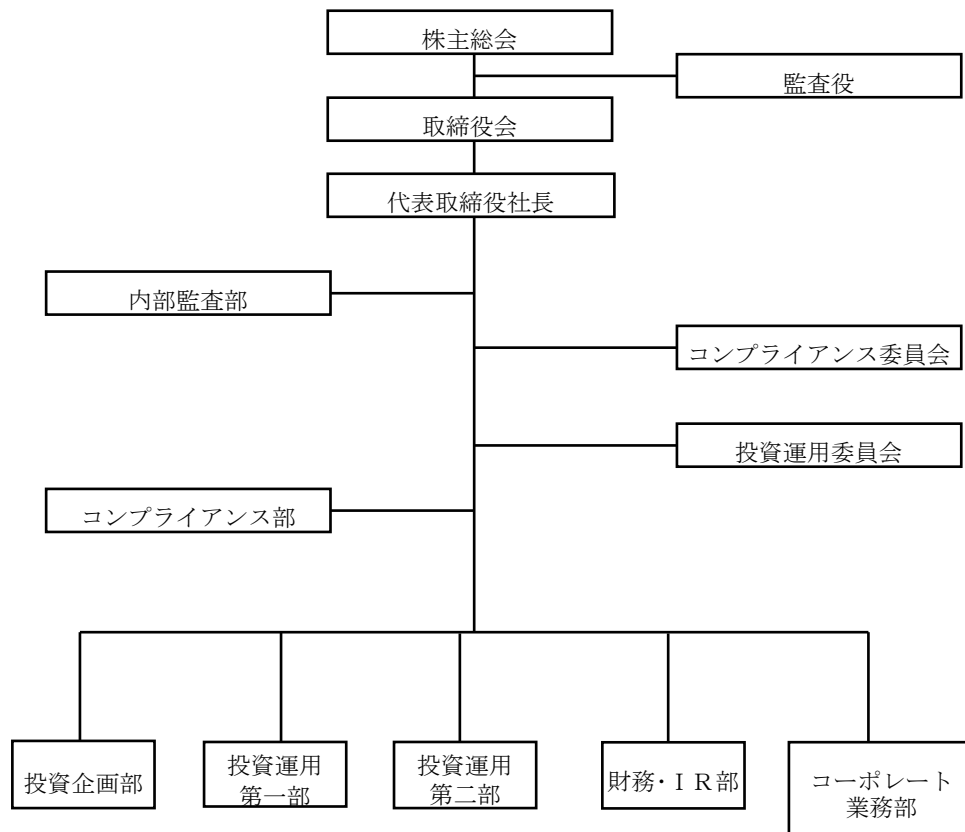 株主総会
監査役
取締役会
代表取締役社長
内部監査部
コンプライアンス委員会
投資運用委員会
コンプライアンス部
投資企画部
投資運用
第一部
投資運用
第二部
財務・ＩＲ部
コーポレート
業務部